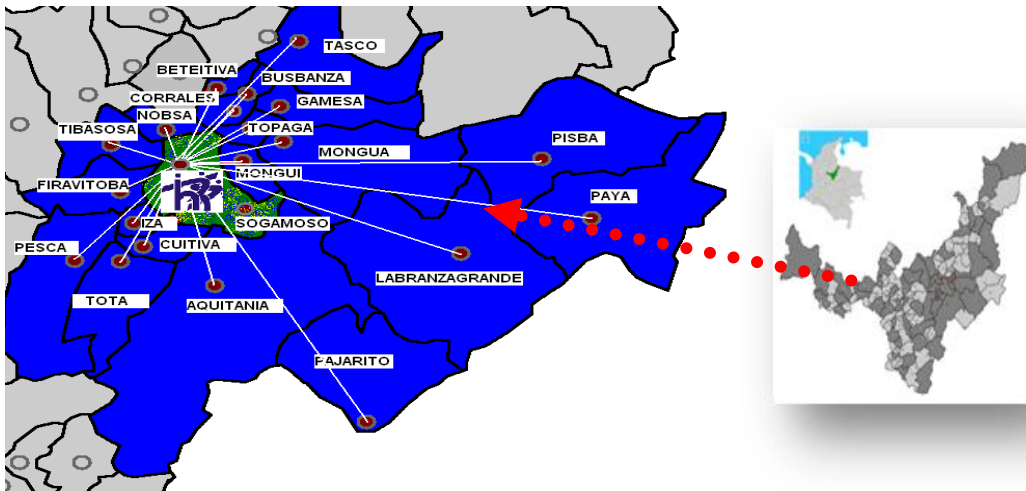 TASCO
BETEITIVA
BUSBANZA
CORRALES
GAMESA
NOBSA
TIBASOSA
TOPAGA
PISBA
MONGUA
MONGUI
FIRAVITOBA
PAYA
IZA
SOGAMOSO
PESCA
CUITIVA
LABRANZAGRANDE
TOTA
AQUITANIA
PAJARITO